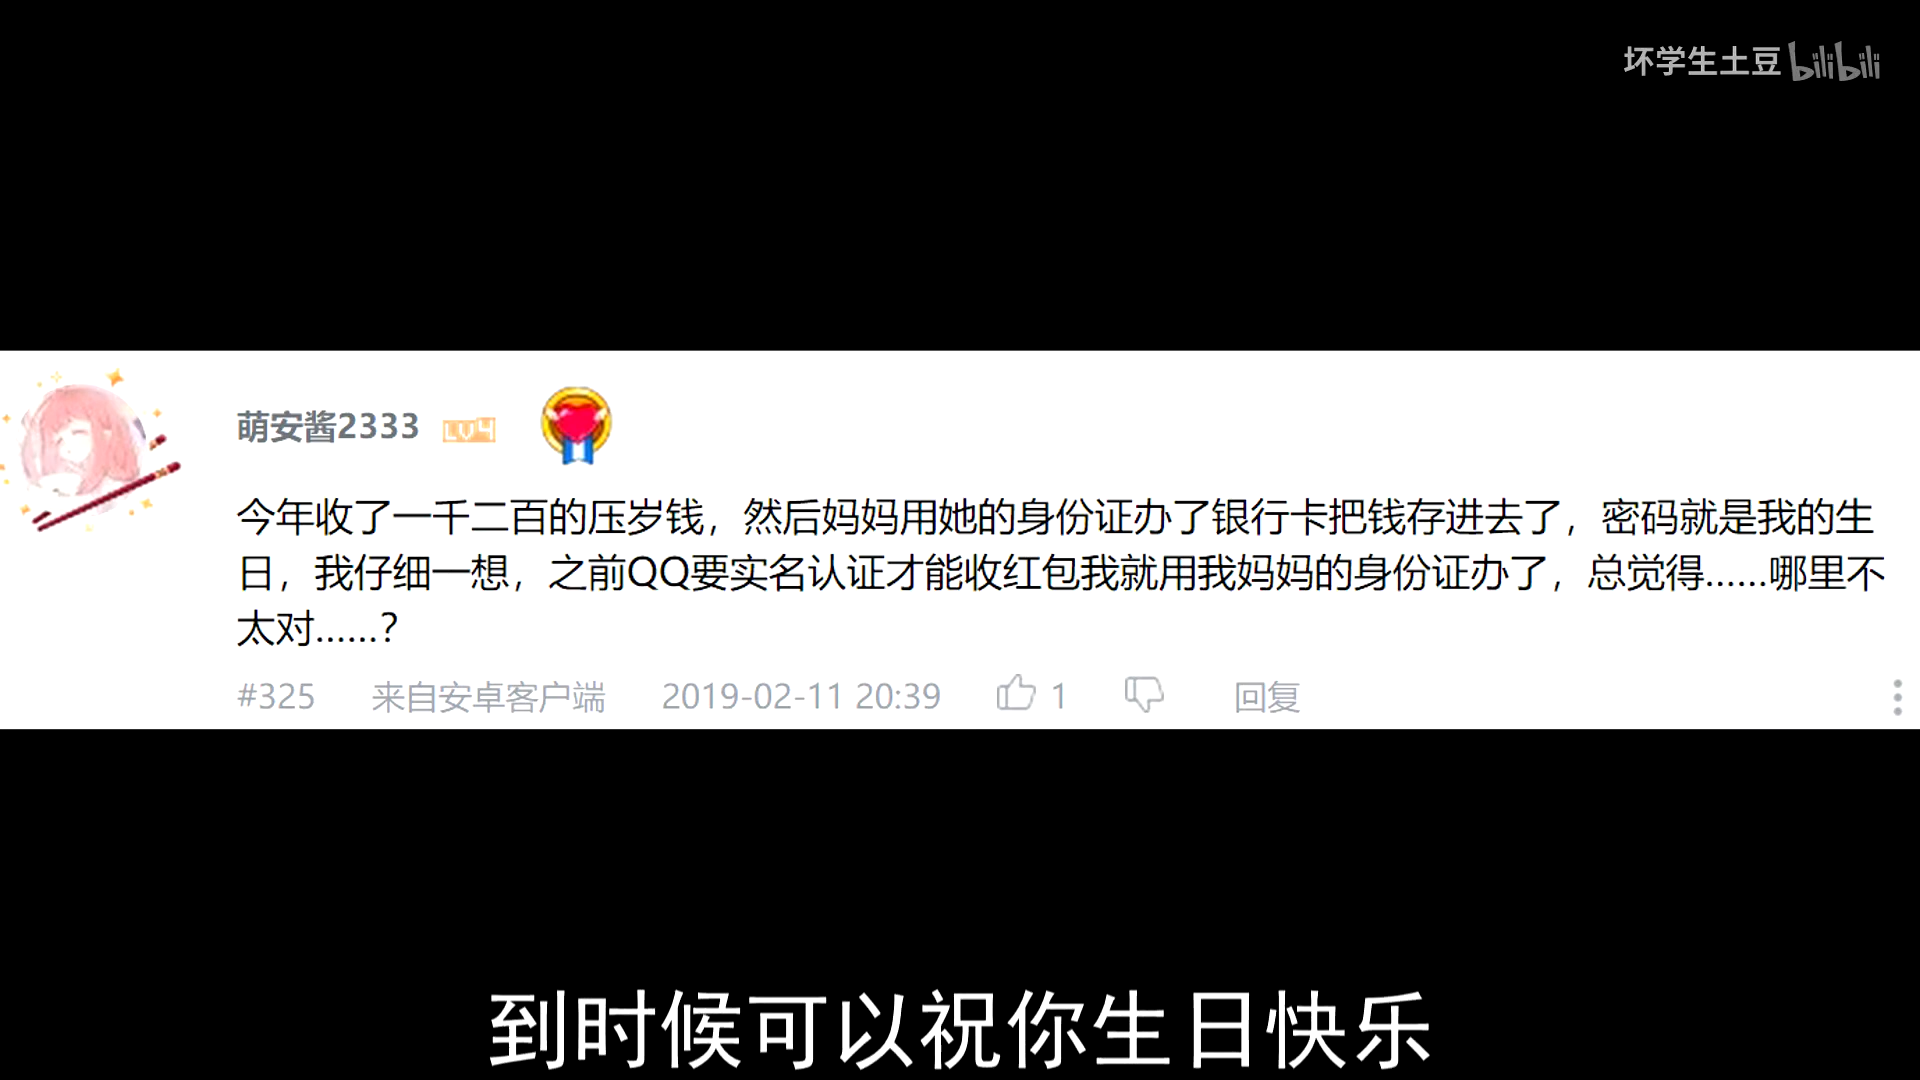 坏学生土豆 bilibili
萌安酱2333 LV4
今年收了一千二百的压岁钱，然后妈妈用她的身份证办了银行卡把钱存进去了，密码就是我的生
日，我仔细一想，之前QQ要实名认证才能收红包我就用我妈妈的身份证办了，总觉得……哪里不
太对……？
#325 来自安卓客户端 2019-02-11 20:39 1 回复
到时候可以祝你生日快乐